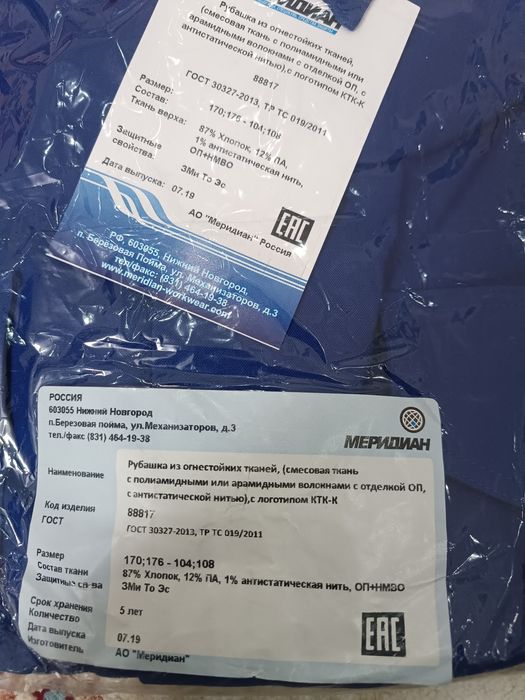 МЕРИДИАН
Рубашка из огнестойких тканей,
(смесовая ткань с полиамидными или
арамидными волокнами с отделкой ОП, с
антистатической нитью),с логотипом КТК-К
88817
ГОСТ 30327-2013, ТР ТС 019/2011
Размер: 170;176 - 104;108
Состав:
Ткань верха: 87% Хлопок, 12% ПА,
1% антистатическая нить,
ОП+НМВО
Защитные
свойства: ЗМи То Эс
Дата выпуска: 07.19
АО "Меридиан" Россия
EAC
РФ, 603055, Нижний Новгород,
п. Берёзовая Пойма, ул. Механизаторов, д.3
тел/факс: (831) 464-19-38
www.meridian-workwear.com
РОССИЯ
603055 Нижний Новгород
п.Березовая пойма, ул.Механизаторов, д.3
тел./факс (831) 464-19-38
МЕРИДИАН
Наименование Рубашка из огнестойких тканей, (смесовая ткань
с полиамидными или арамидными волокнами с отделкой ОП,
с антистатической нитью),с логотипом КТК-К
Код изделия 88817
ГОСТ ГОСТ 30327-2013, ТР ТС 019/2011
Размер 170;176 - 104;108
Состав ткани 87% Хлопок, 12% ПА, 1% антистатическая нить, ОП+НМВО
Защитные св-ва ЗМи То Эс
Срок хранения 5 лет
Количество
Дата выпуска 07.19
Изготовитель АО "Меридиан"
EAC